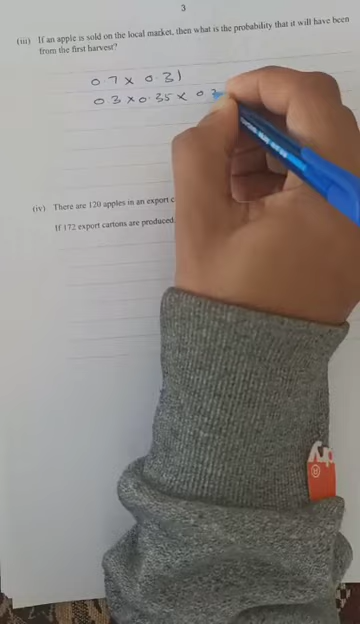 3
(iii) If an apple is sold on the local market, then what is the probability that it will have been
from the first harvest?
0.7 x 0.31
0.3 x 0.35 x 0
(iv) There are 120 apples in an export
If 172 export cartons are produced.